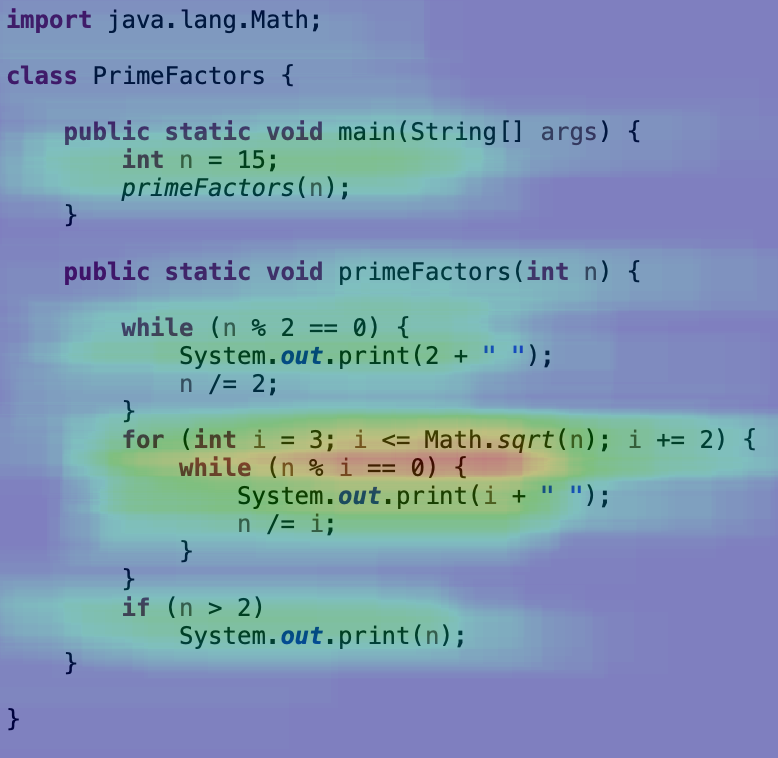 import java.lang.Math;
class PrimeFactors {
public static void main(String[] args) {
int n = 15;
primeFactors(n);
}
public static void primeFactors(int n) {
while (n % 2 == 0) {
System.out.print(2 + " ");
n /= 2;
}
for (int i = 3; i <= Math.sqrt(n); i += 2) {
while (n % i == 0) {
System.out.print(i + " ");
n /= i;
}
}
if (n > 2)
System.out.print(n);
}
}